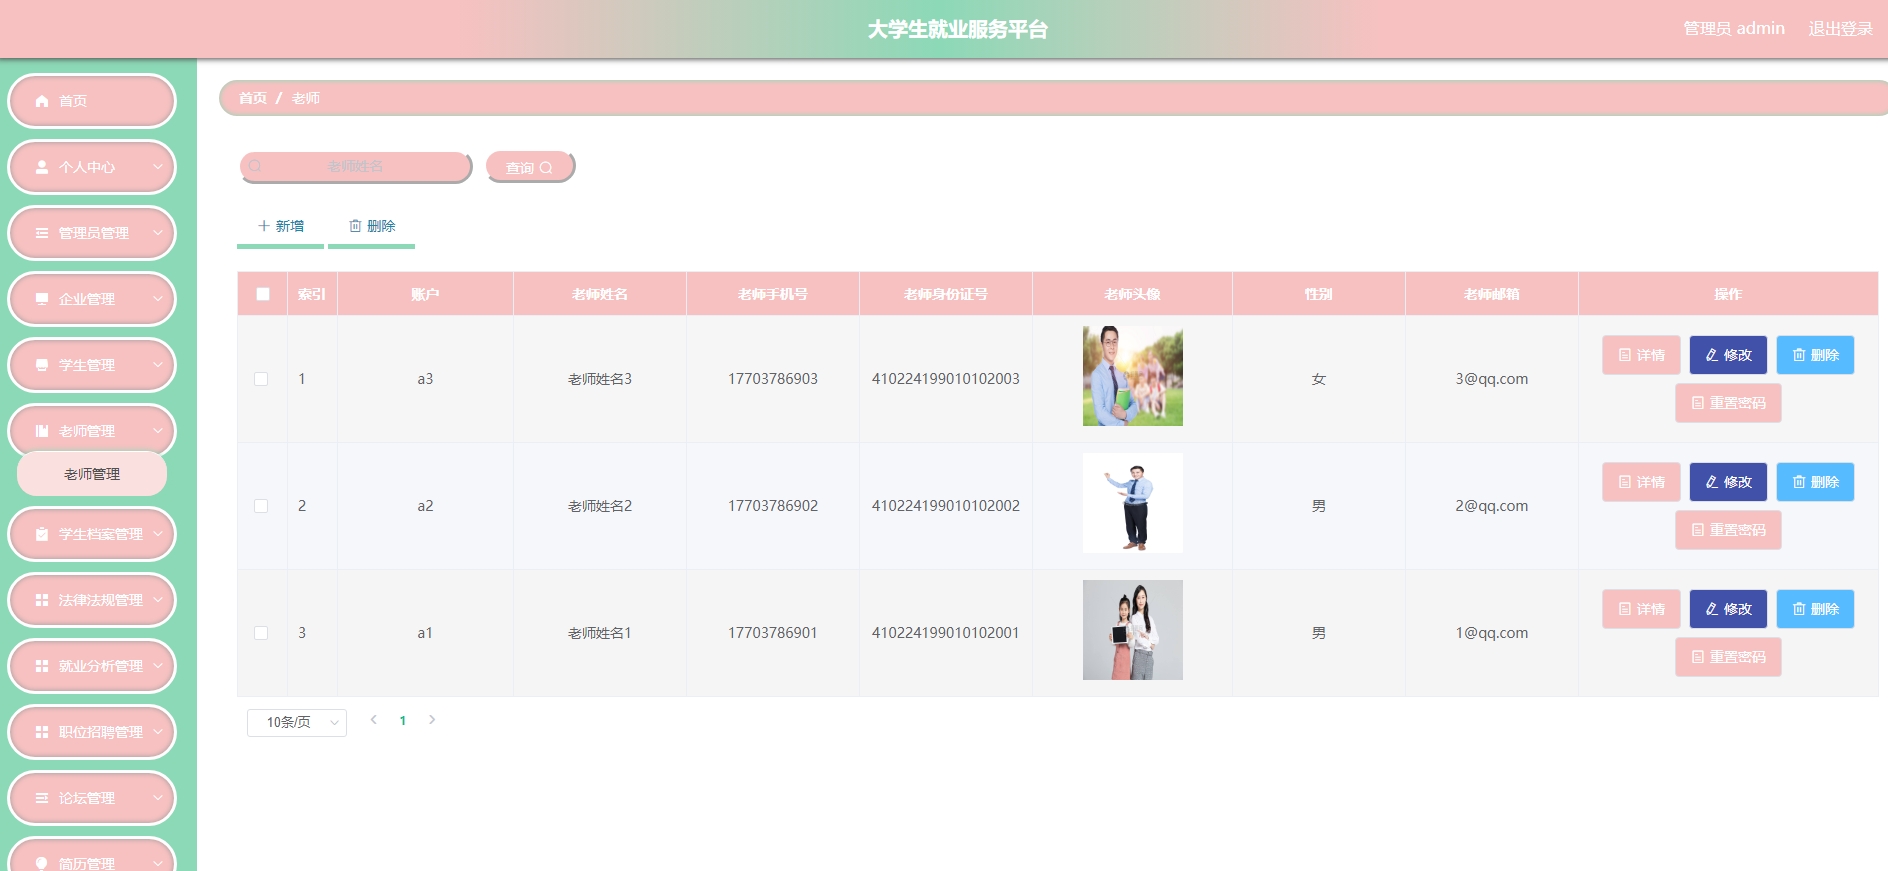 大学生就业服务平台
管理员 admin 退出登录
首页
个人中心
管理员管理
企业管理
学生管理
老师管理
老师管理
学生档案管理
法律法规管理
就业分析管理
职位招聘管理
论坛管理
简历管理
首页 / 老师
老师姓名 查询
新增 删除
索引 账户 老师姓名 老师手机号 老师身份证号 老师头像 性别 老师邮箱 操作
1 a3 老师姓名3 17703786903 410224199010102003 女 3@qq.com 详情 修改 删除
重置密码
2 a2 老师姓名2 17703786902 410224199010102002 男 2@qq.com 详情 修改 删除
重置密码
3 a1 老师姓名1 17703786901 410224199010102001 男 1@qq.com 详情 修改 删除
重置密码
10条/页 1